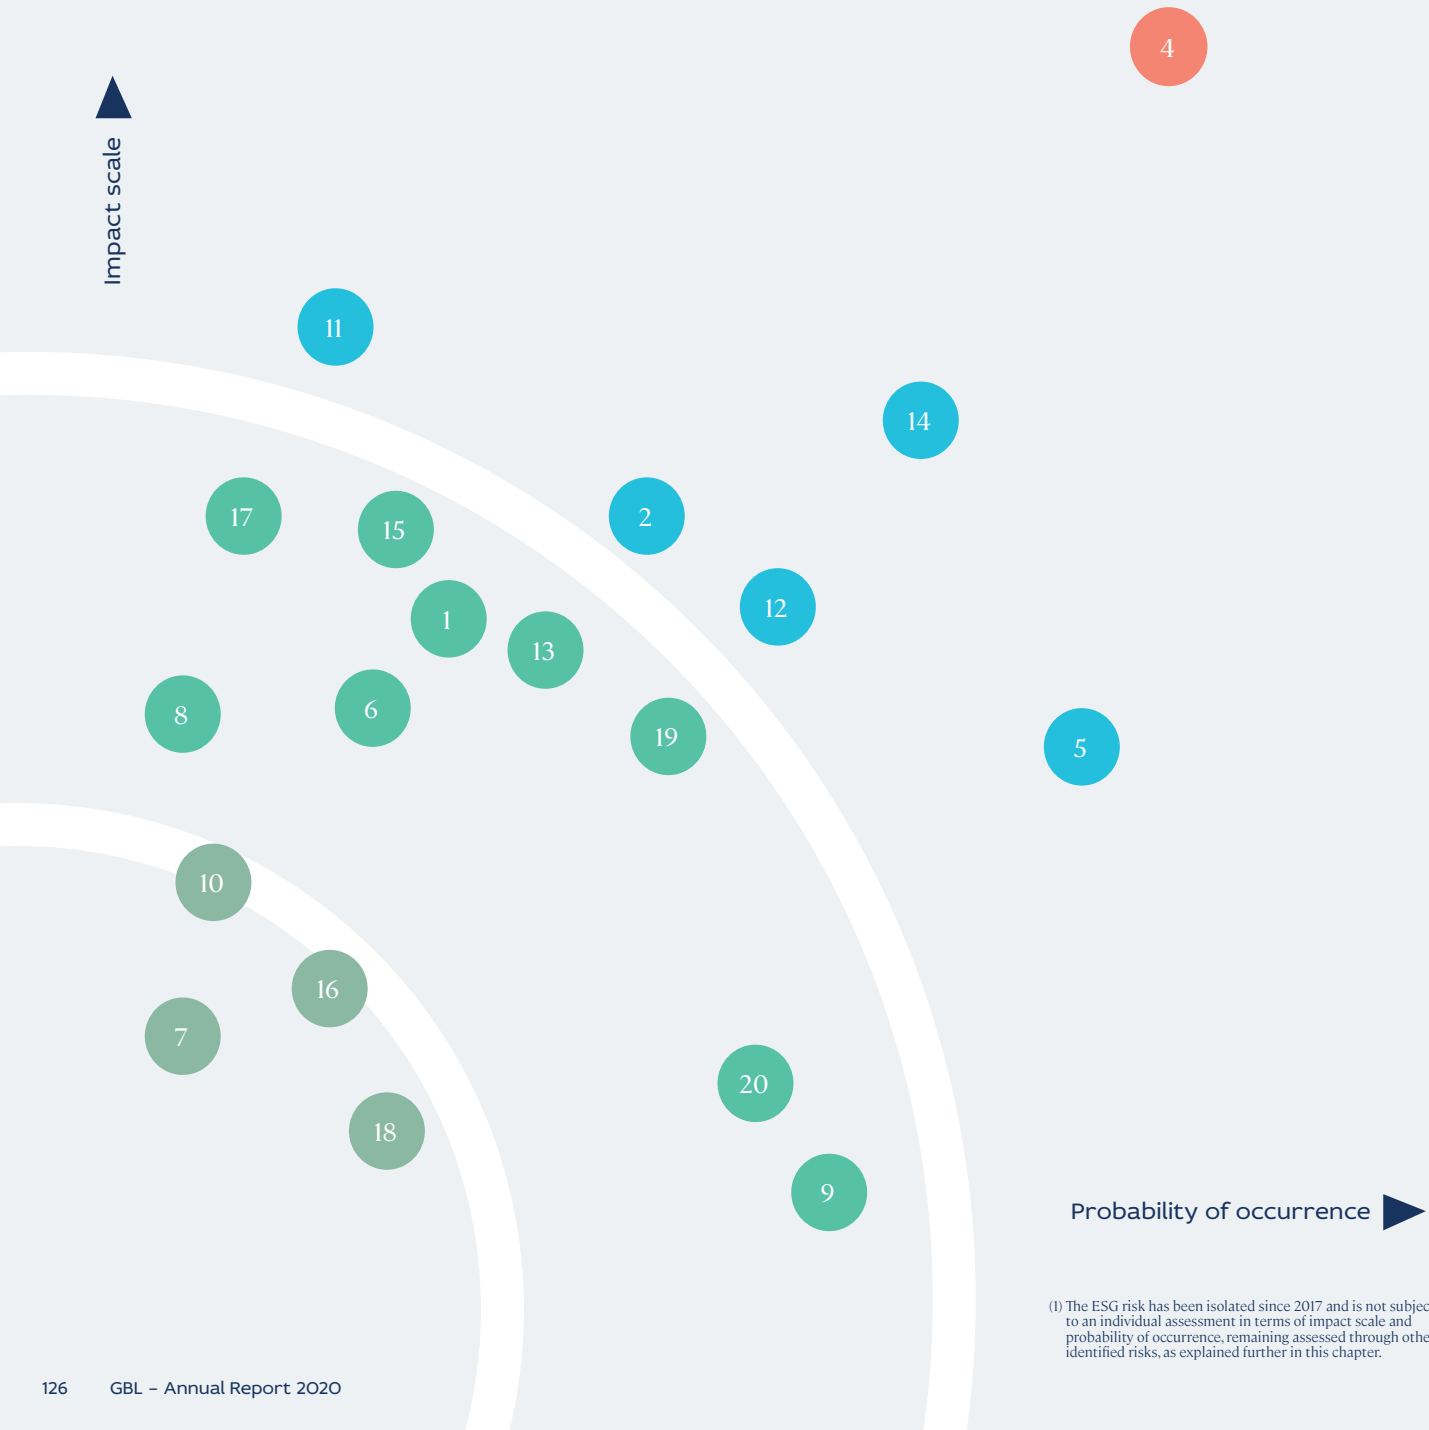 4
Impact scale
11
14
17
15
2
1
12
13
8
6
19
5
10
16
7
20
18
9
Probability of occurrence
(1) The ESG risk has been isolated since 2017 and is not subjec
to an individual assessment in terms of impact scale and
probability of occurrence, remaining assessed through othe
identified risks, as explained further in this chapter.
126 GBL – Annual Report 2020